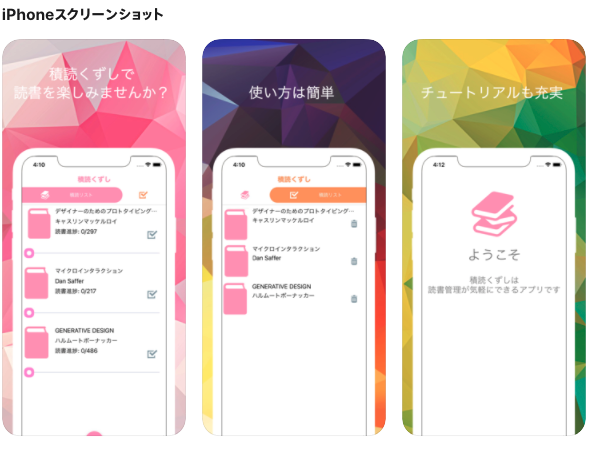 iPhoneスクリーンショット
積読くずしで
読書を楽しみませんか？
4:10
積読くずし
積読リスト
デザイナーのためのプロトタイピング…
キャスリンマッケルロイ
読書進捗: 0/297
マイクロインタラクション
Dan Saffer
読書進捗: 0/217
GENERATIVE DESIGN
ハルムートボーナッカー
読書進捗: 0/486
使い方は簡単
4:10
積読くずし
デザイナーのためのプロトタイピング…
キャスリンマッケルロイ
マイクロインタラクション
Dan Saffer
GENERATIVE DESIGN
ハルムートボーナッカー
チュートリアルも充実
4:12
ようこそ
積読くずしは
読書管理が気軽にできるアプリです